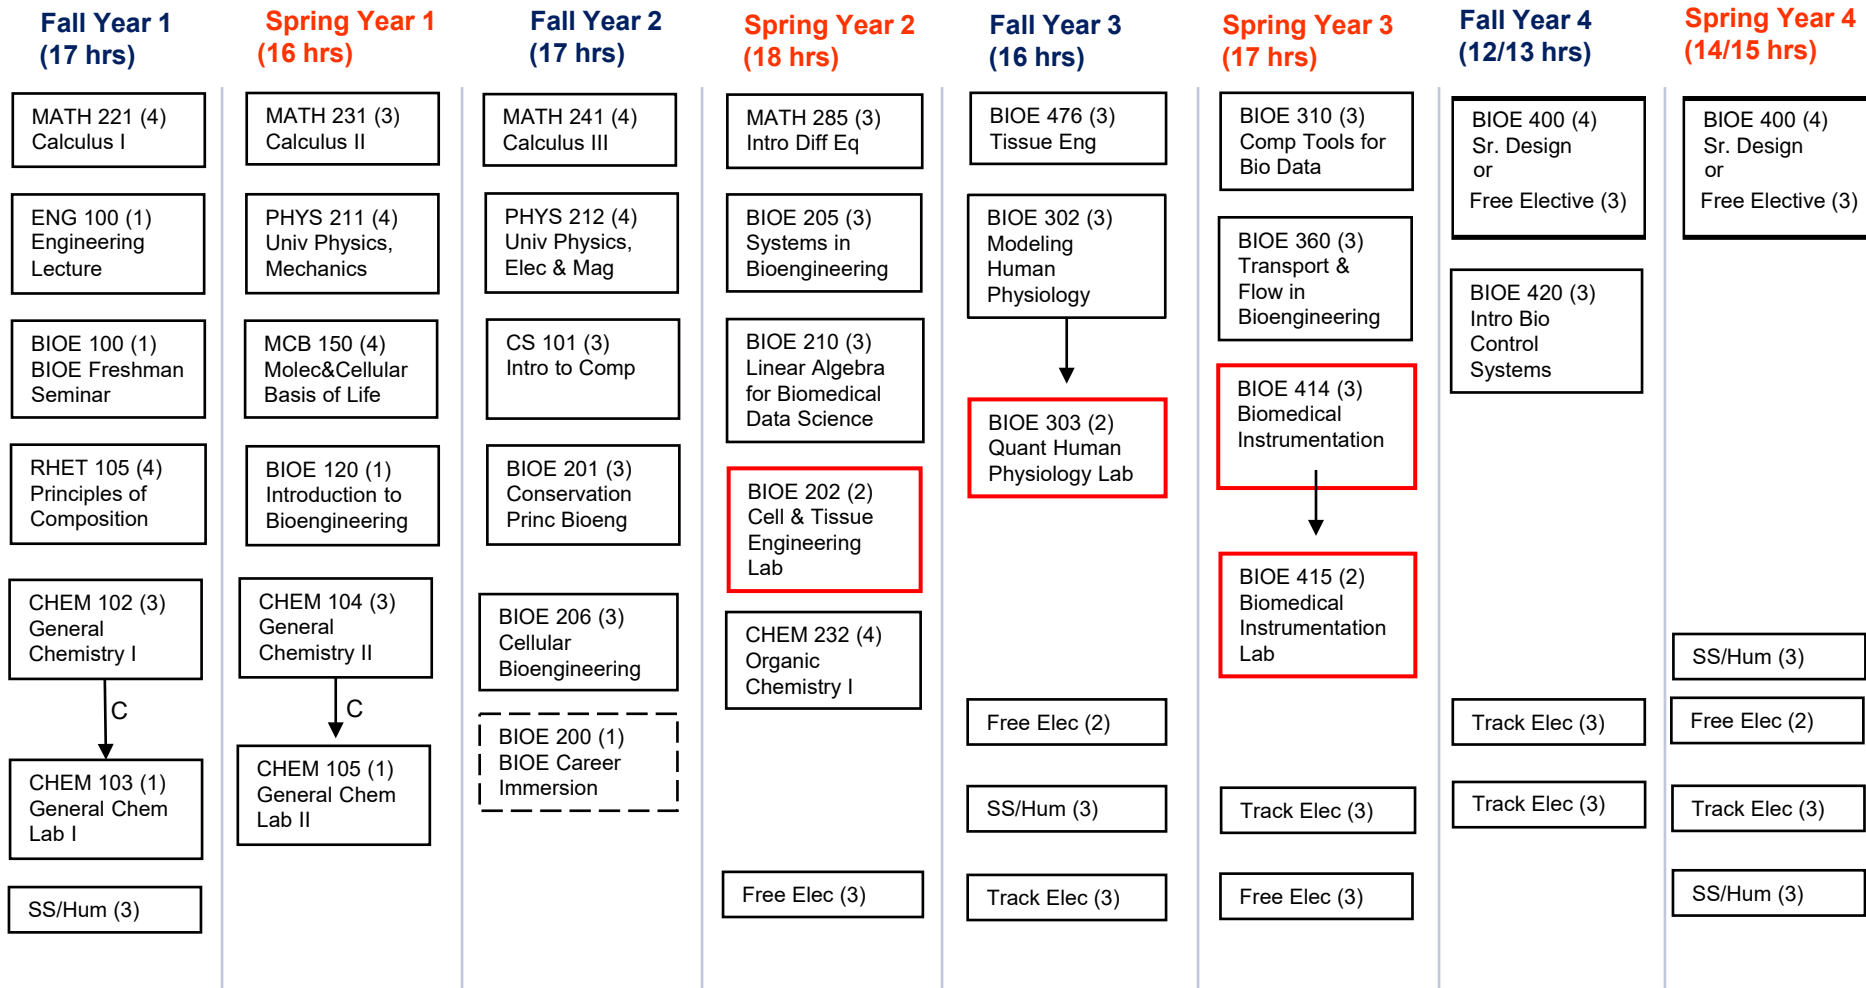 Fall Year 1
(17 hrs)
MATH 221 (4)
Calculus I
ENG 100 (1)
Engineering
Lecture
BIOE 100 (1)
BIOE Freshman
Seminar
RHET 105 (4)
Principles of
Composition
CHEM 102 (3)
General
Chemistry I
C
CHEM 103 (1)
General Chem
Lab I
SS/Hum (3)
Spring Year 1
(16 hrs)
MATH 231 (3)
Calculus II
PHYS 211 (4)
Univ Physics,
Mechanics
MCB 150 (4)
Molec&Cellular
Basis of Life
BIOE 120 (1)
Introduction to
Bioengineering
CHEM 104 (3)
General
Chemistry II
C
CHEM 105 (1)
General Chem
Lab II
Fall Year 2
(17 hrs)
MATH 241 (4)
Calculus III
PHYS 212 (4)
Univ Physics,
Elec & Mag
CS 101 (3)
Intro to Comp
BIOE 201 (3)
Conservation
Princ Bioeng
BIOE 206 (3)
Cellular
Bioengineering
BIOE 200 (1)
BIOE Career
Immersion
Spring Year 2
(18 hrs)
MATH 285 (3)
Intro Diff Eq
BIOE 205 (3)
Systems in
Bioengineering
BIOE 210 (3)
Linear Algebra
for Biomedical
Data Science
BIOE 202 (2)
Cell & Tissue
Engineering
Lab
CHEM 232 (4)
Organic
Chemistry I
Free Elec (3)
Fall Year 3
(16 hrs)
BIOE 476 (3)
Tissue Eng
BIOE 302 (3)
Modeling
Human
Physiology
BIOE 303 (2)
Quant Human
Physiology Lab
Free Elec (2)
SS/Hum (3)
Track Elec (3)
Spring Year 3
(17 hrs)
BIOE 310 (3)
Comp Tools for
Bio Data
BIOE 360 (3)
Transport &
Flow in
Bioengineering
BIOE 414 (3)
Biomedical
Instrumentation
BIOE 415 (2)
Biomedical
Instrumentation
Lab
Track Elec (3)
Free Elec (3)
Fall Year 4
(12/13 hrs)
BIOE 400 (4)
Sr. Design
or
Free Elective (3)
BIOE 420 (3)
Intro Bio
Control
Systems
Track Elec (3)
Track Elec (3)
Spring Year 4
(14/15 hrs)
BIOE 400 (4)
Sr. Design
or
Free Elective (3)
SS/Hum (3)
Free Elec (2)
Track Elec (3)
SS/Hum (3)